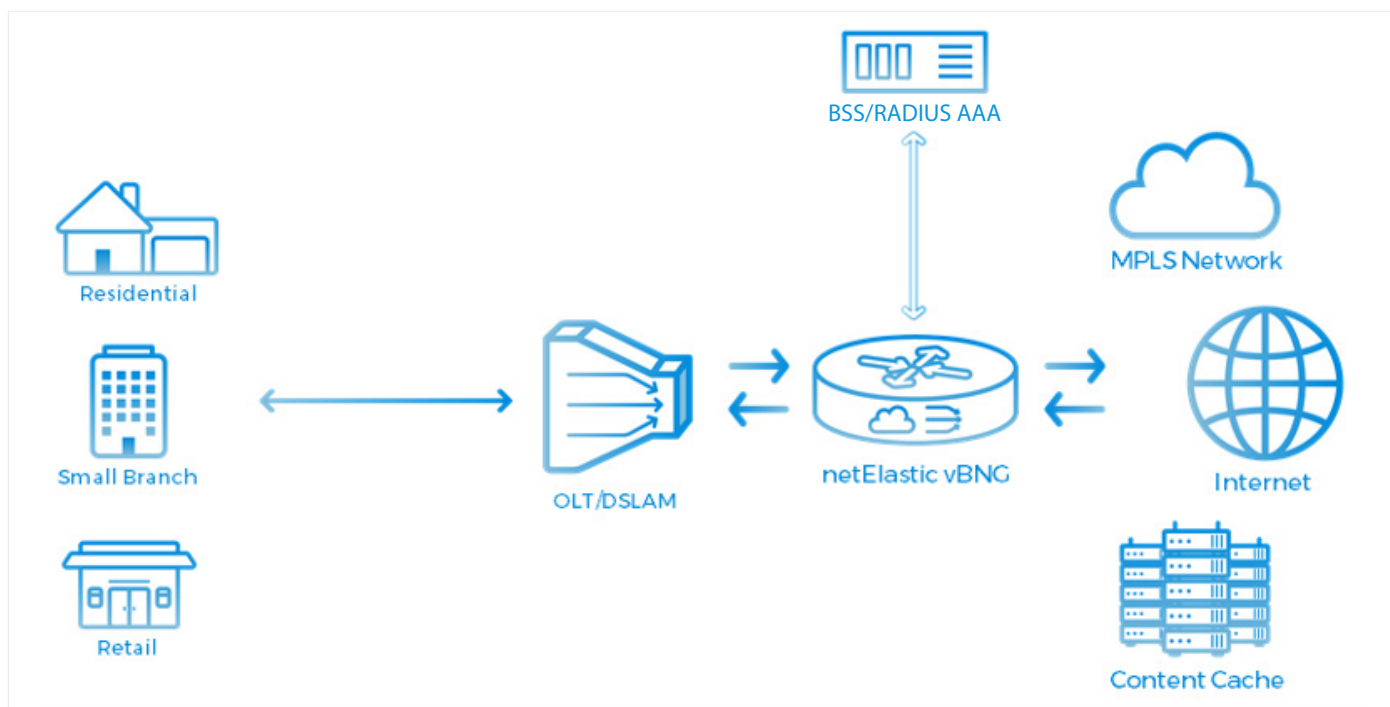 BSS/RADIUS AAA
MPLS Network
Residential
Small Branch
OLT/DSLAM
netElastic vBNG
Internet
Retail
Content Cache